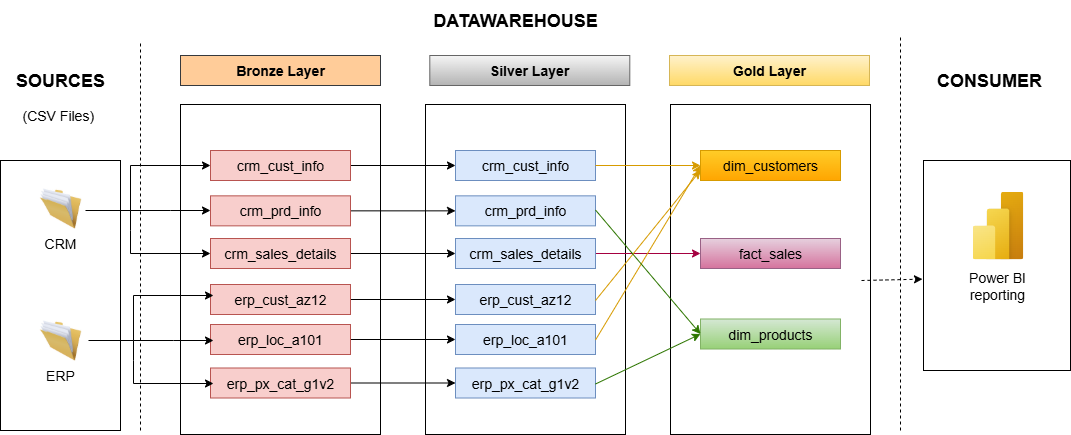 DATAWAREHOUSE
SOURCES
(CSV Files)
CRM
ERP
Bronze Layer
crm_cust_info
crm_prd_info
crm_sales_details
erp_cust_az12
erp_loc_a101
erp_px_cat_g1v2
Silver Layer
crm_cust_info
crm_prd_info
crm_sales_details
erp_cust_az12
erp_loc_a101
erp_px_cat_g1v2
Gold Layer
dim_customers
fact_sales
dim_products
CONSUMER
Power BI
reporting